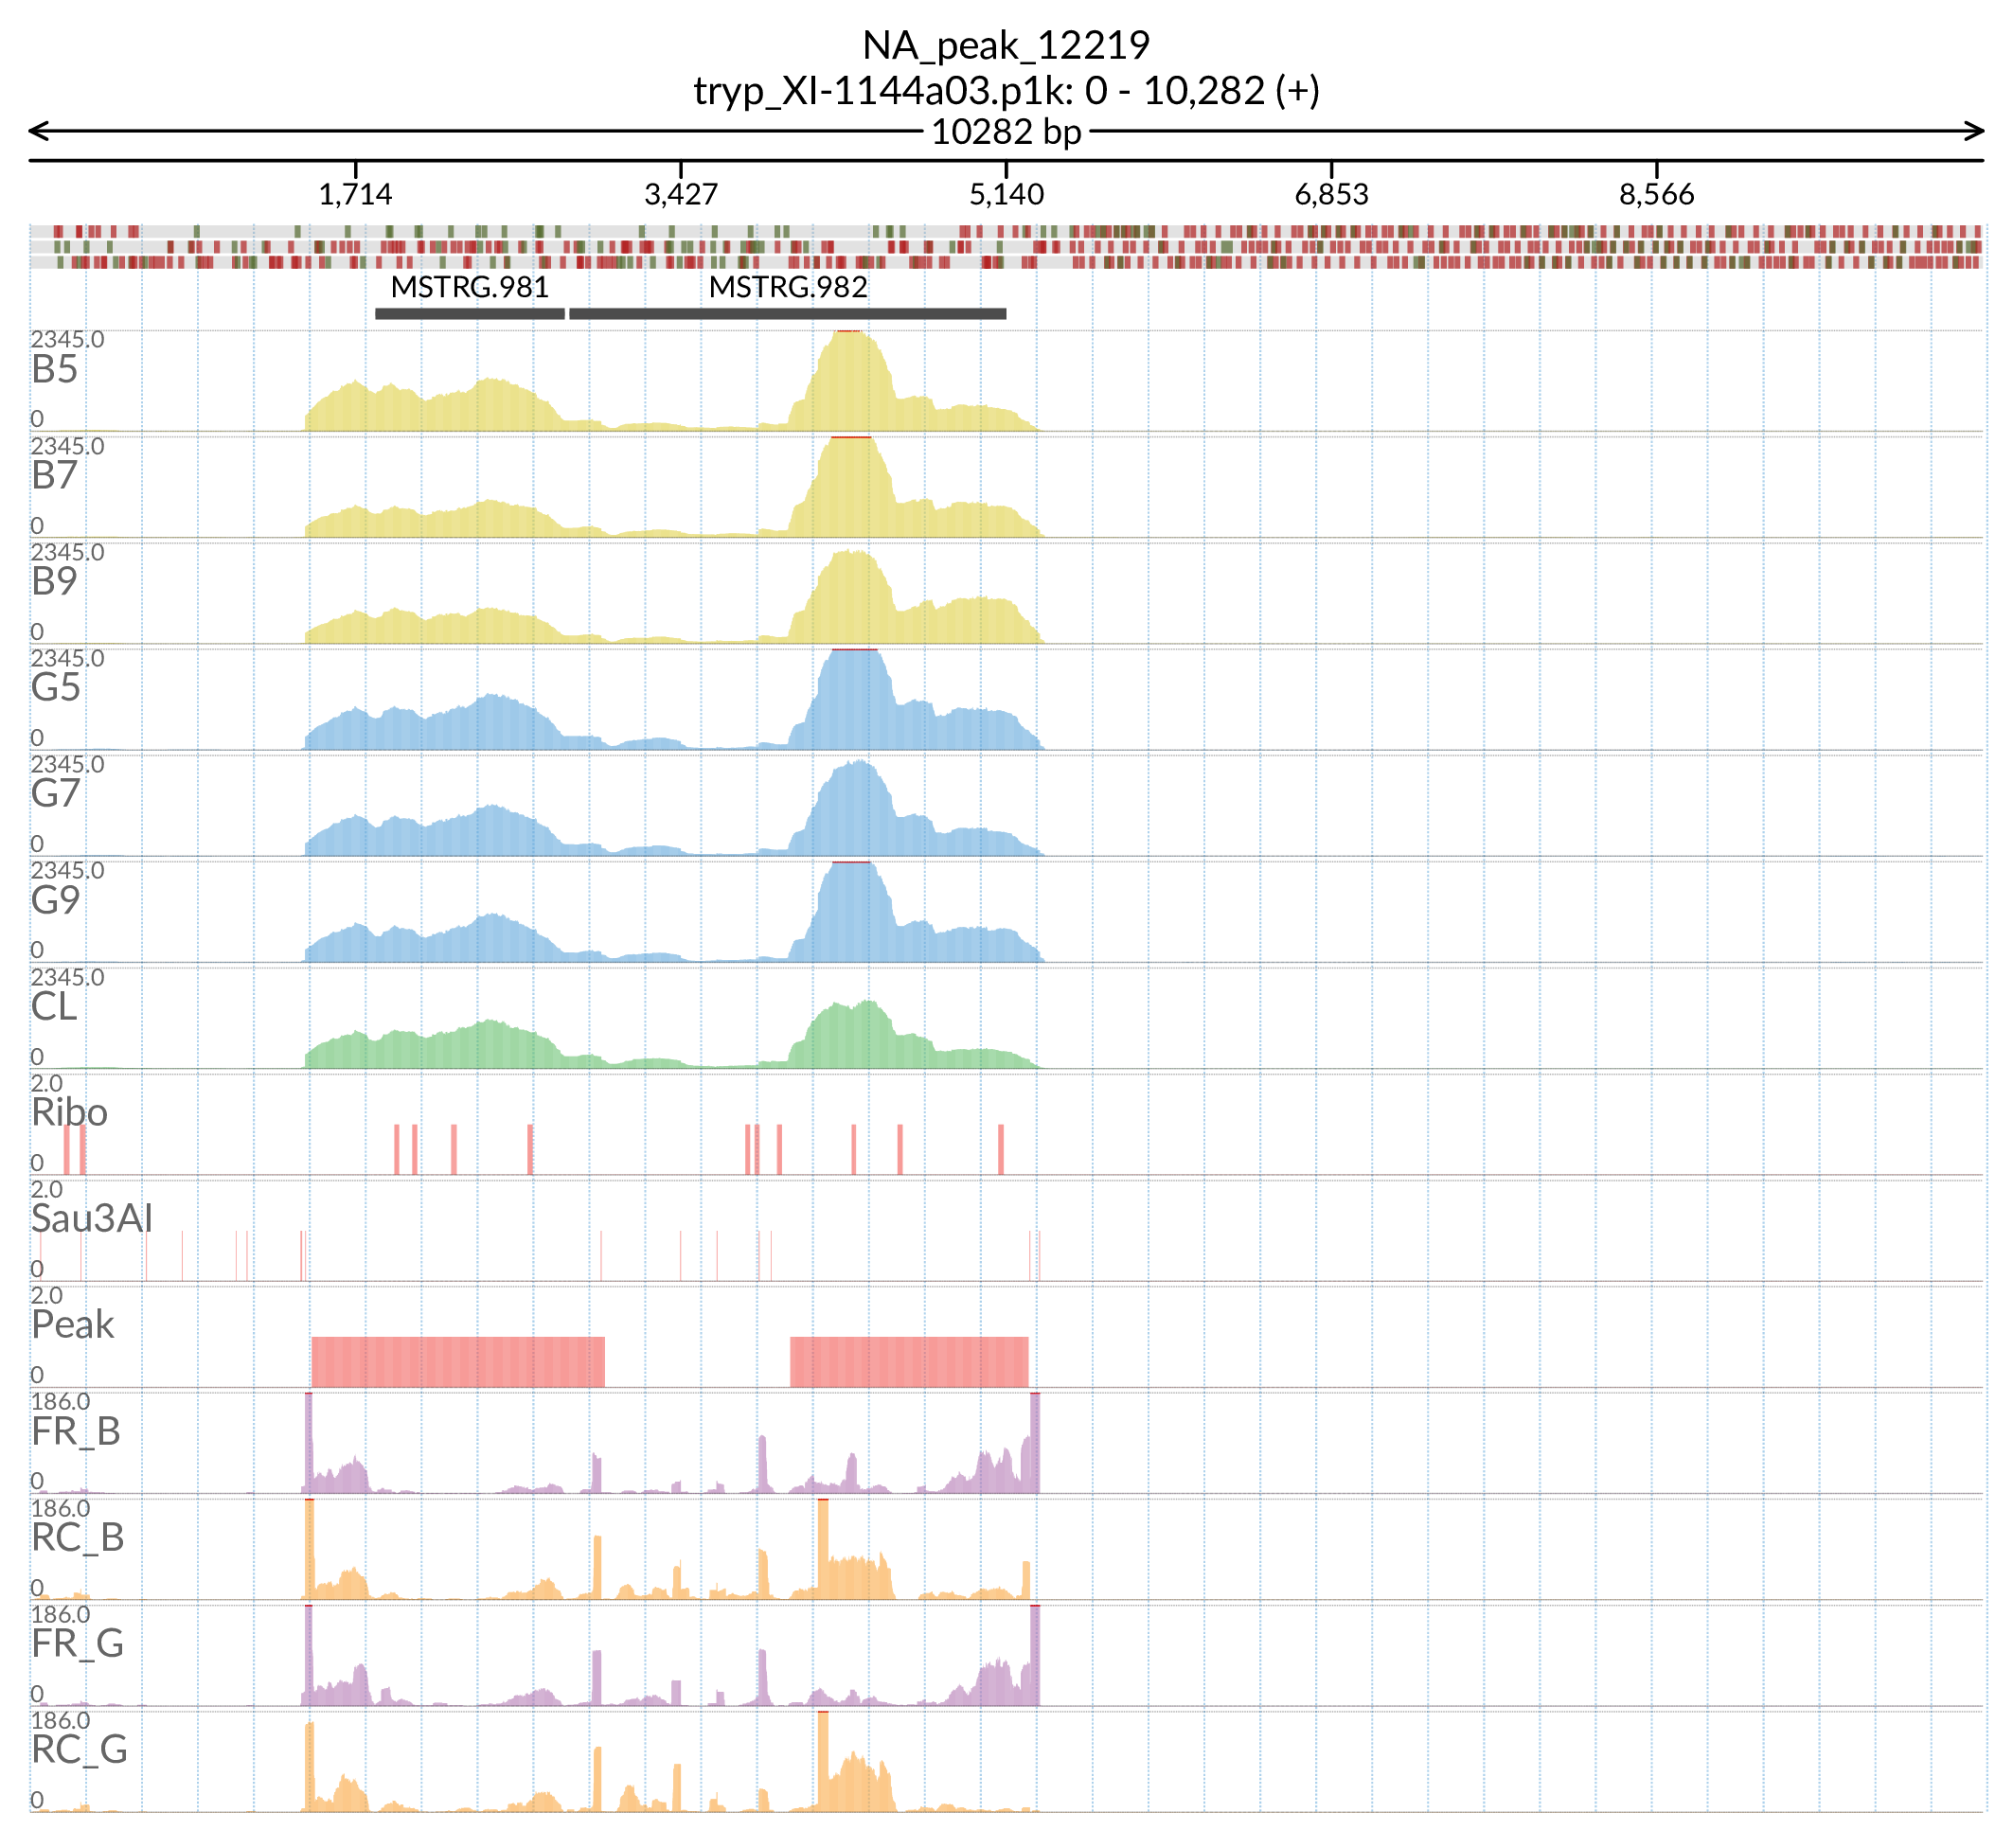 NA_peak_12219
tryp_XI-1144a03.p1k: 0 - 10,282 (+)
10282 bp
1,714 3,427 5,140 6,853 8,566
MSTRG.981 MSTRG.982
2345.0
B5
0
2345.0
B7
0
2345.0
B9
0
2345.0
G5
0
2345.0
G7
0
2345.0
G9
0
2345.0
CL
0
2.0
Ribo
0
2.0
Sau3AI
0
2.0
Peak
0
186.0
FR_B
0
186.0
RC_B
0
186.0
FR_G
0
186.0
RC_G
0